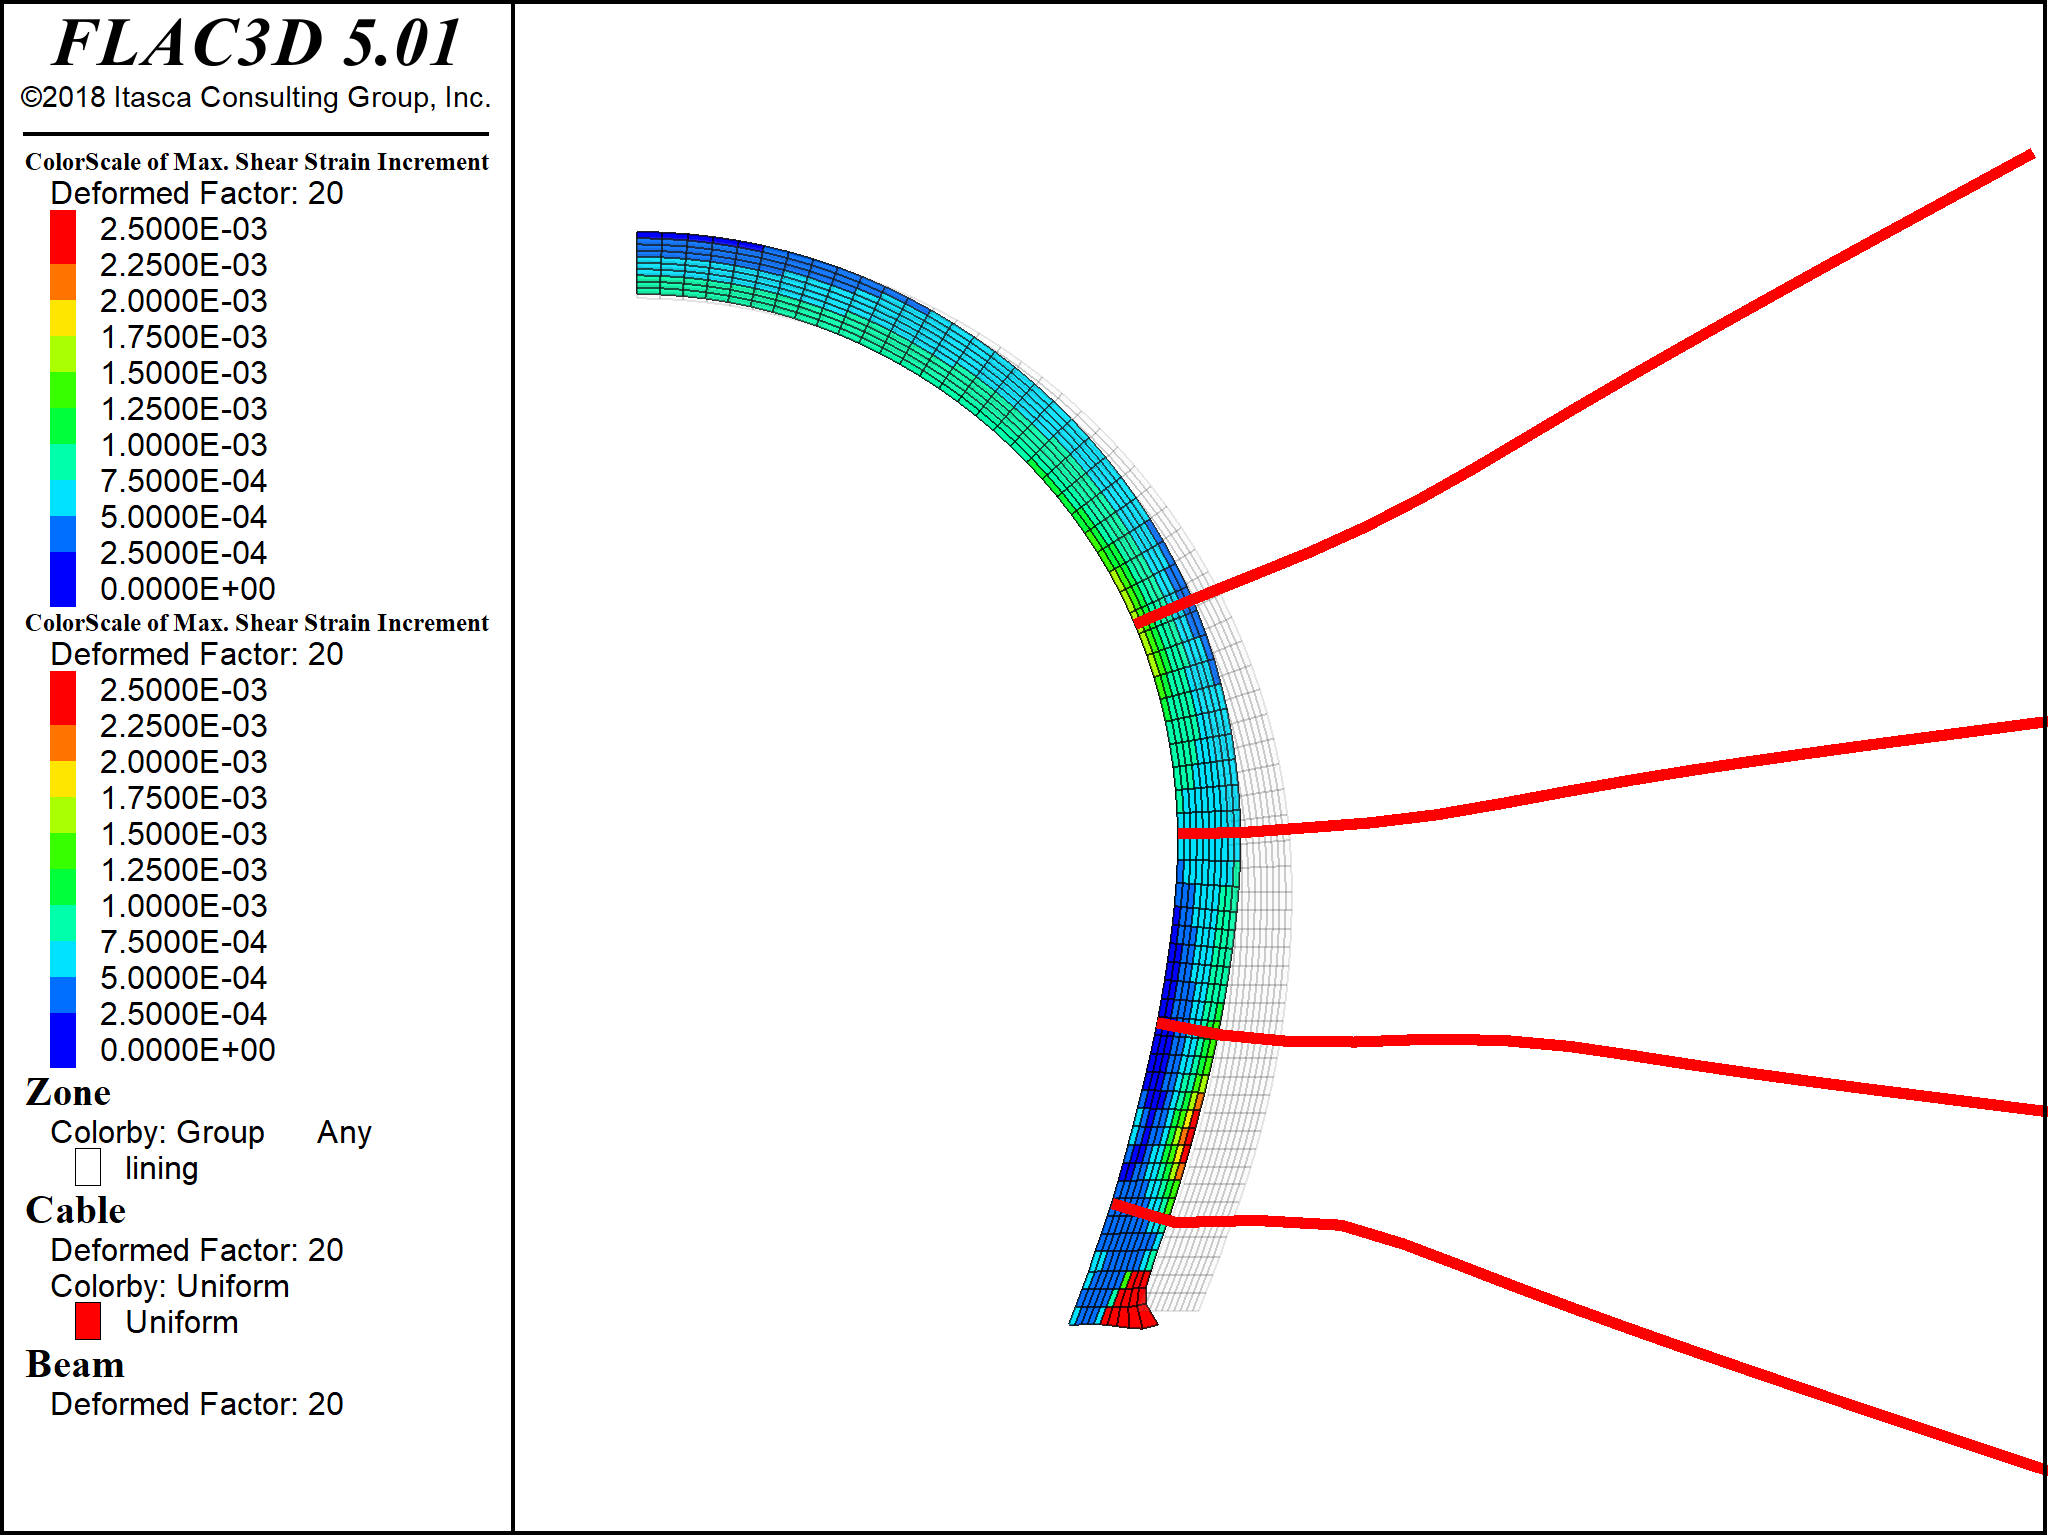 FLAC3D 5.01
©2018 Itasca Consulting Group, Inc.
ColorScale of Max. Shear Strain Increment
Deformed Factor: 20
2.5000E-03
2.2500E-03
2.0000E-03
1.7500E-03
1.5000E-03
1.2500E-03
1.0000E-03
7.5000E-04
5.0000E-04
2.5000E-04
0.0000E+00
ColorScale of Max. Shear Strain Increment
Deformed Factor: 20
2.5000E-03
2.2500E-03
2.0000E-03
1.7500E-03
1.5000E-03
1.2500E-03
1.0000E-03
7.5000E-04
5.0000E-04
2.5000E-04
0.0000E+00
Zone
Colorby: Group Any
lining
Cable
Deformed Factor: 20
Colorby: Uniform
Uniform
Beam
Deformed Factor: 20